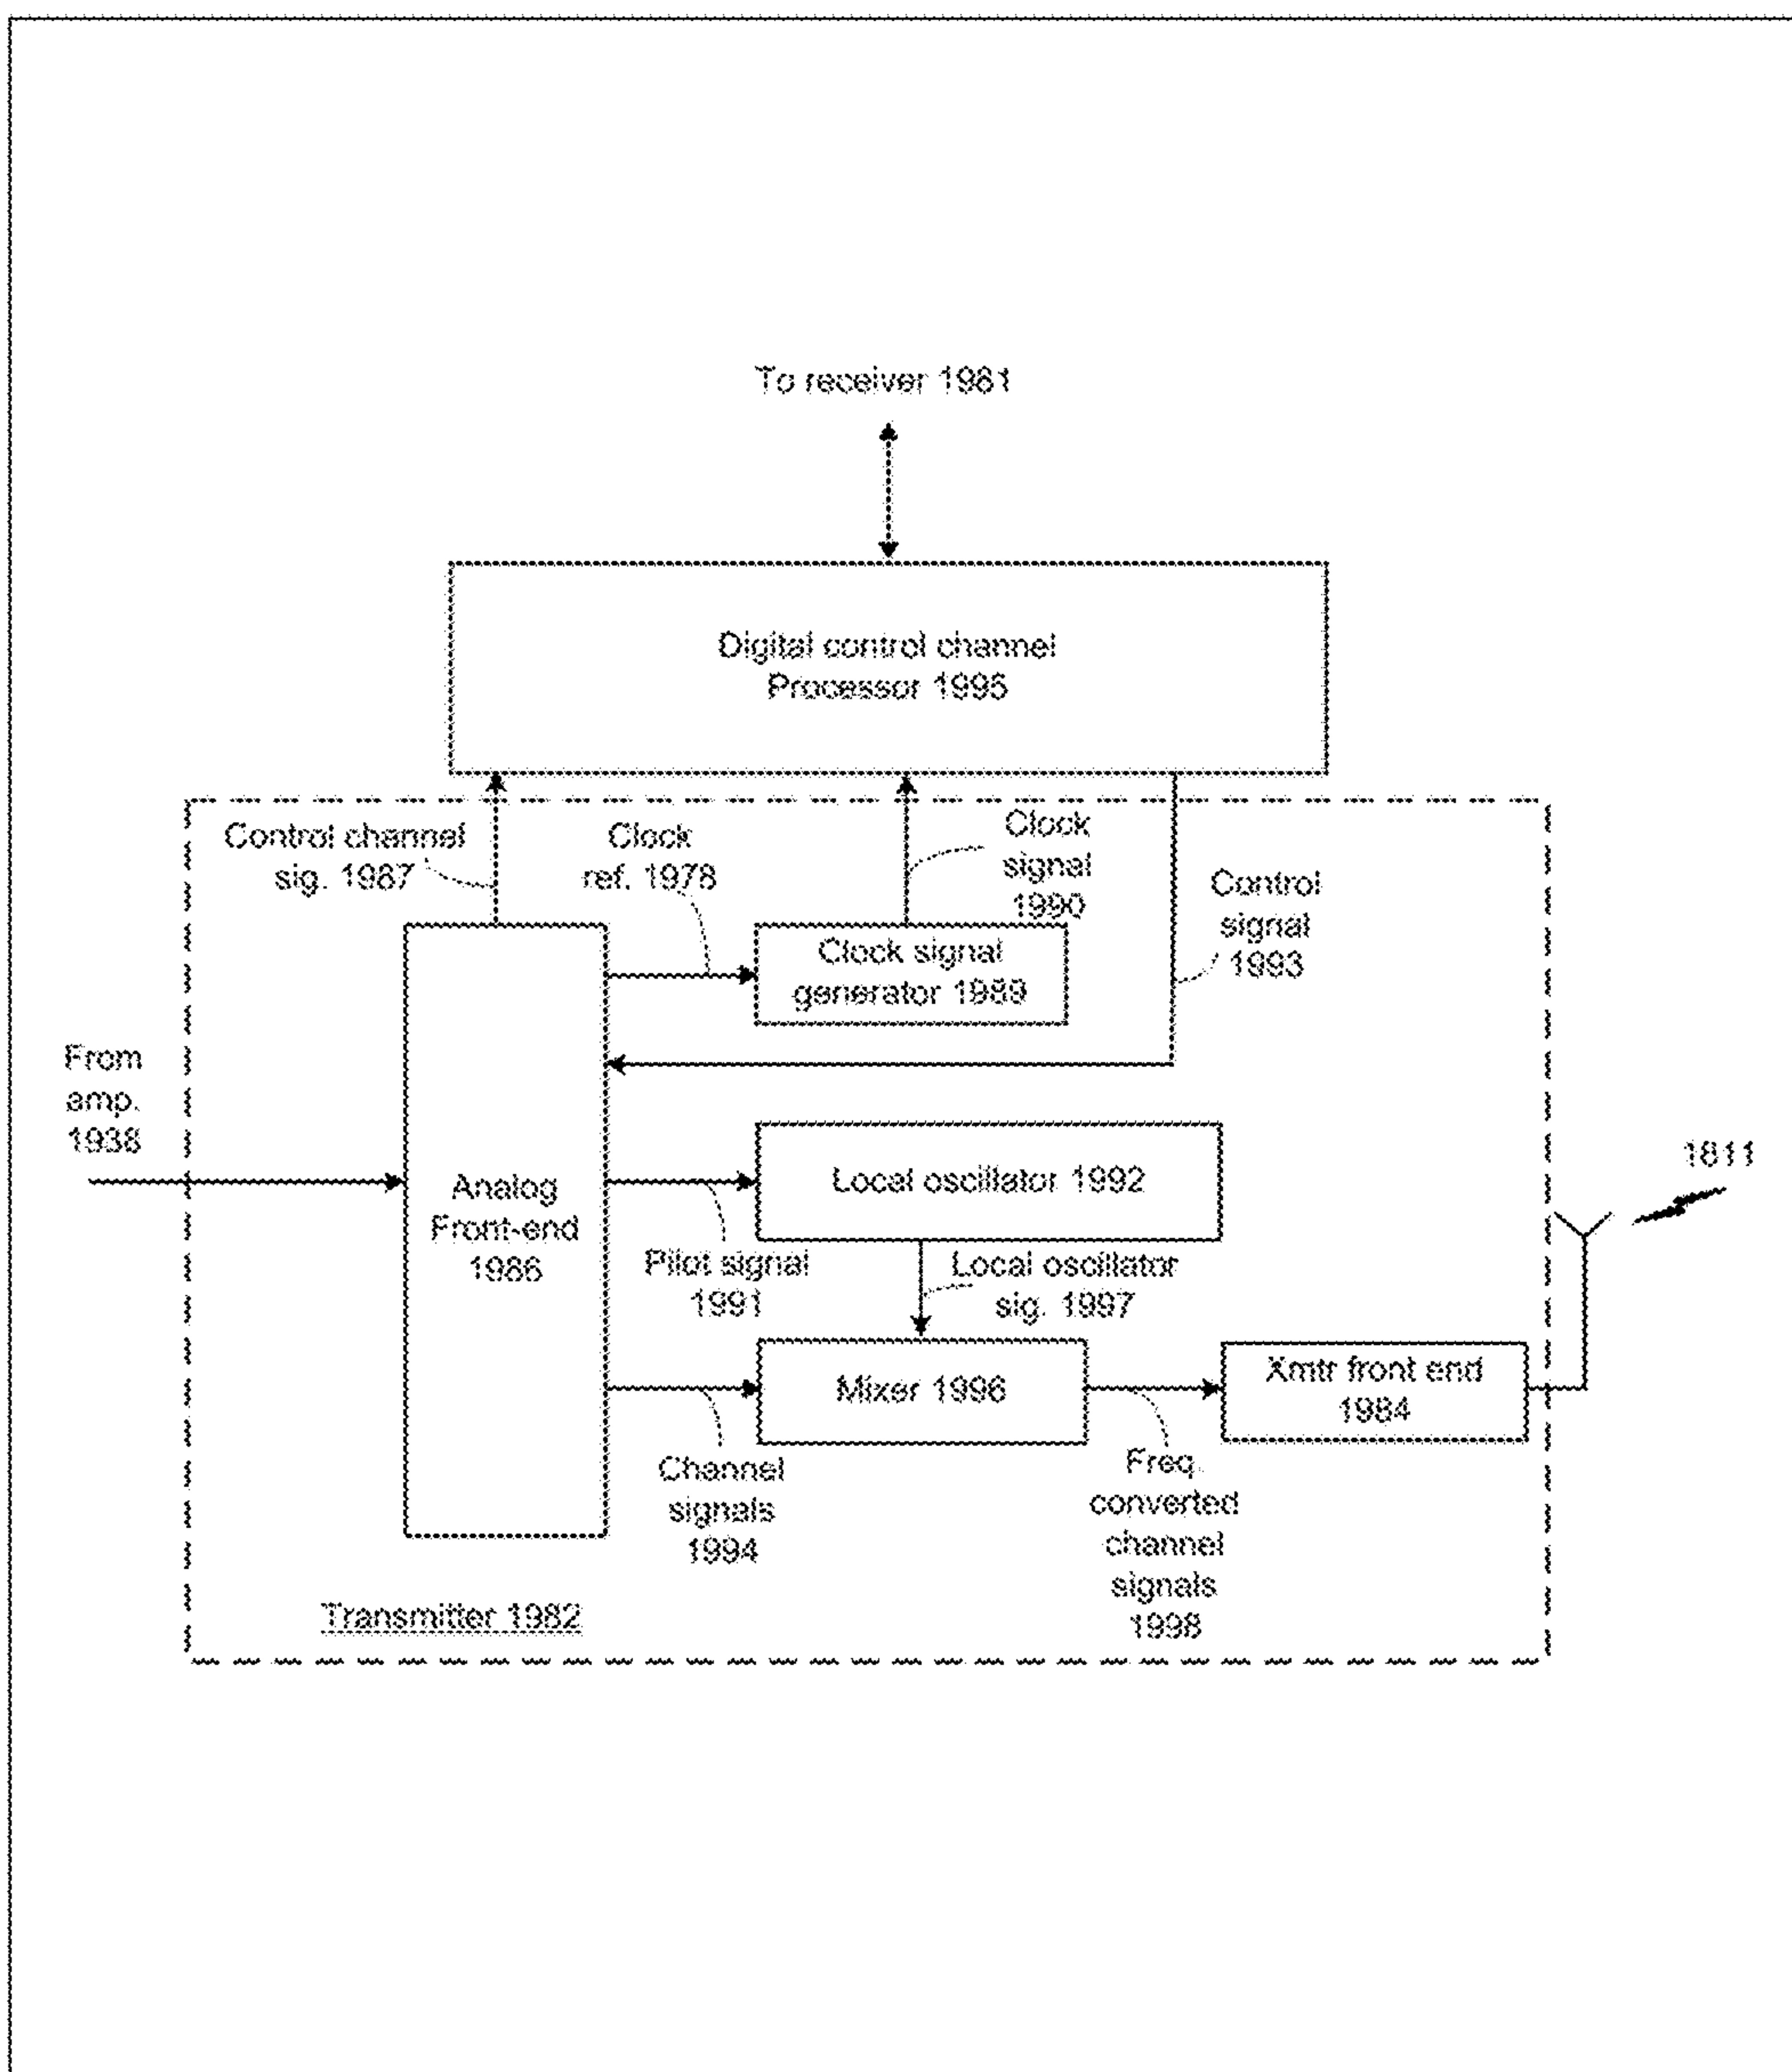 To receiver 1981
Digital control channel
Processor 1995
Control channel
sig. 1987
Clock
ref. 1978
Clock
signal
1990
Control
signal
1993
Clock signal
generator 1989
From
amp.
1938
Analog
Front-end
1986
Local oscillator 1992
1811
Pilot signal
1991
Local oscillator
sig. 1997
Mixer 1996
Xmtr front end
1984
Channel
signals
1994
Freq.
converted
channel
signals
1998
Transmitter 1982